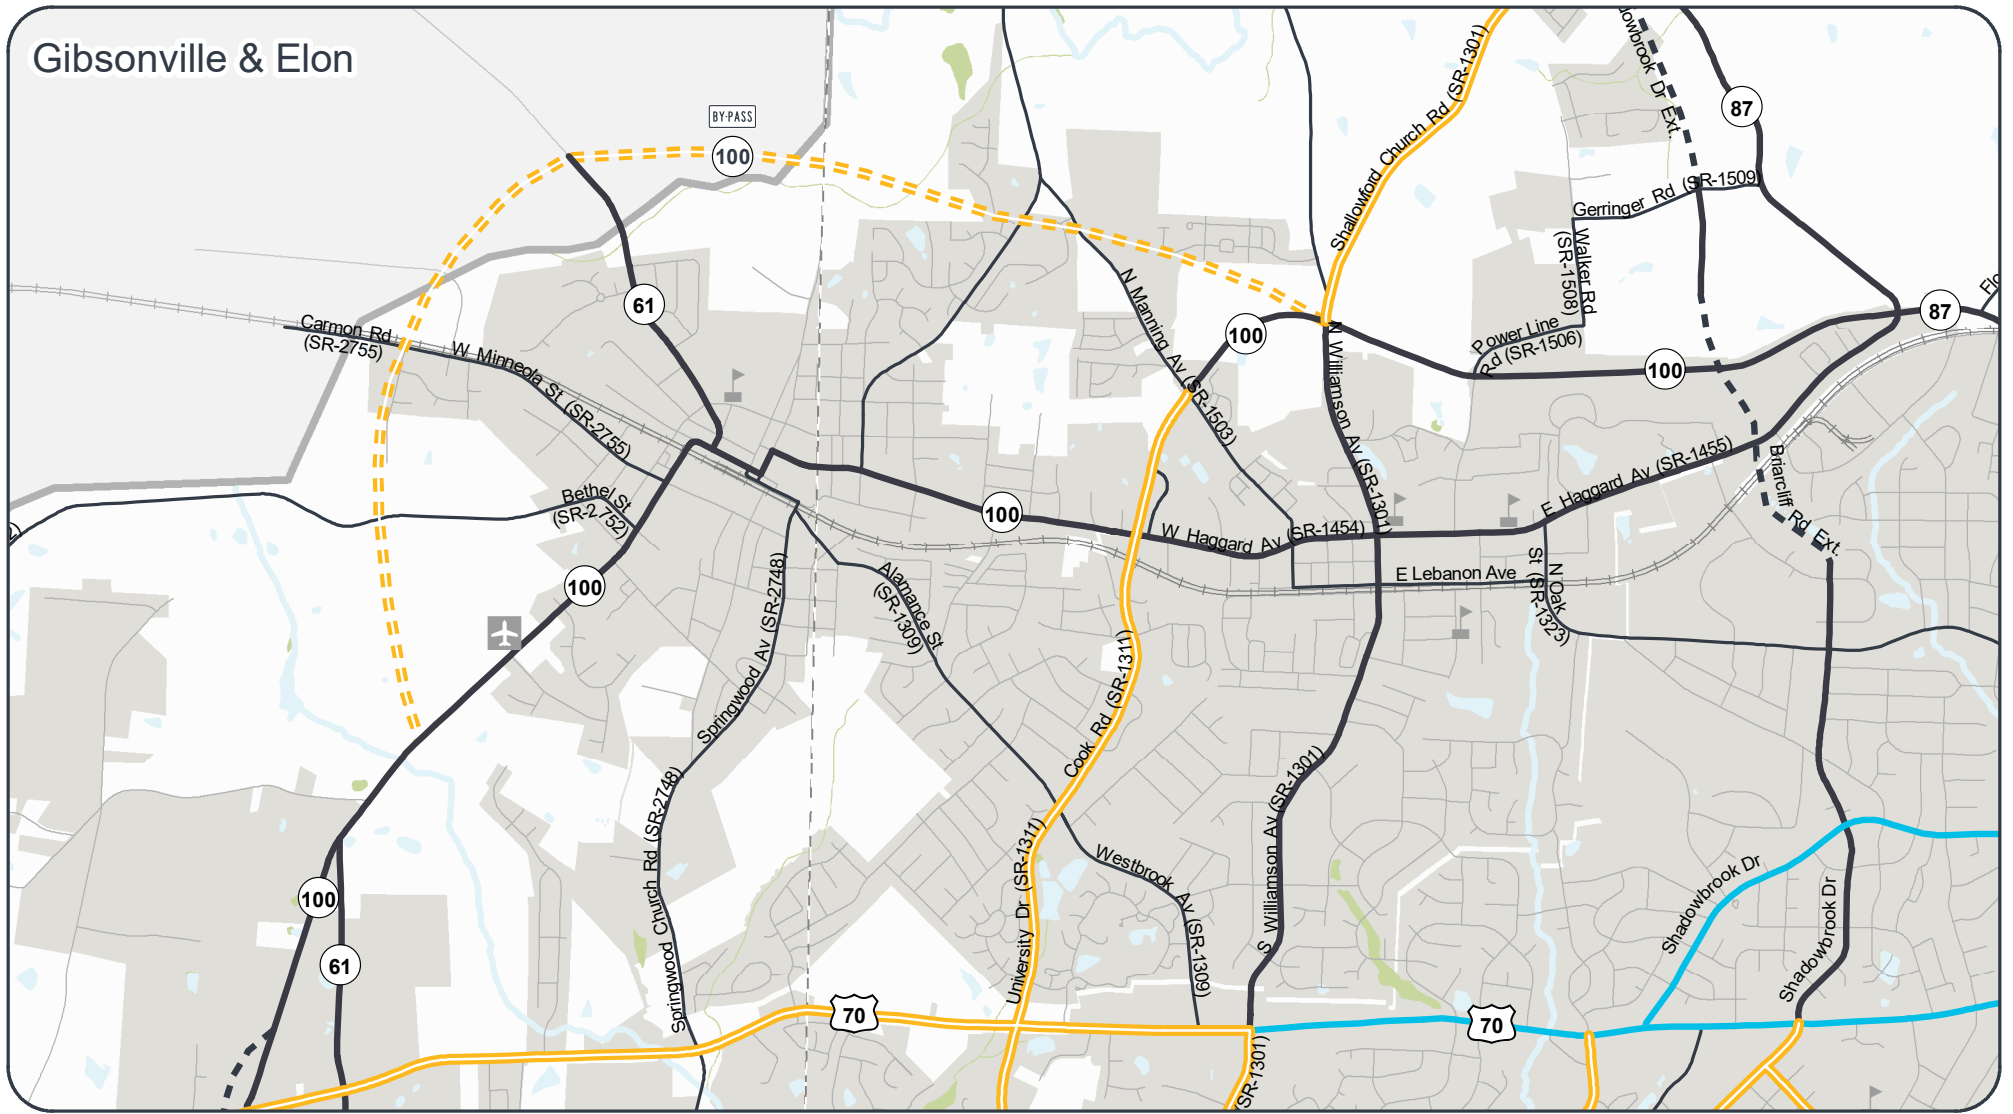 Gibsonville & Elon
BY-PASS
100
87
Shallowford Church Rd (SR-1301)
Dr Ext.
Gerringer Rd (SR-1509)
Walker Rd
(SR-1508)
61
N Manning Av (SR-1503)
100
87
Carmon Rd
(SR-2755)
W Minneola St (SR-2755)
Power Line
Rd (SR-1506)
100
N Williamson Av (SR-1301)
Bethel St
(SR-2752)
100
W Haggard Av (SR-1454)
E Haggard Av (SR-1455)
Briarcliff Rd Ext.
100
E Lebanon Ave
N Oak
St (SR-1323)
Springwood Av (SR-2748)
Alamance St
(SR-1309)
Cook Rd (SR-1311)
S Williamson Av (SR-1301)
Springwood Church Rd (SR-2748)
University Dr (SR-1311)
Westbrook Av (SR-1309)
Shadowbrook Dr
Shadowbrook Dr
100
61
70
70
SR-1301)